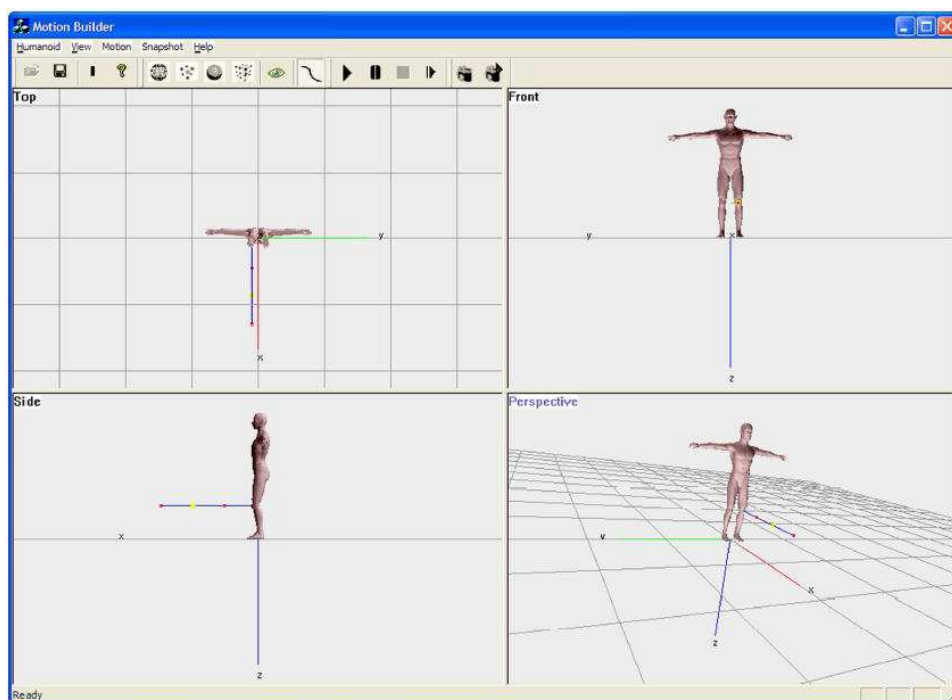 Motion Builder
Humanoid View Motion Snapshot Help
Top
y
x
Front
y
x
z
Side
x
z
Perspective
y
x
z
Ready